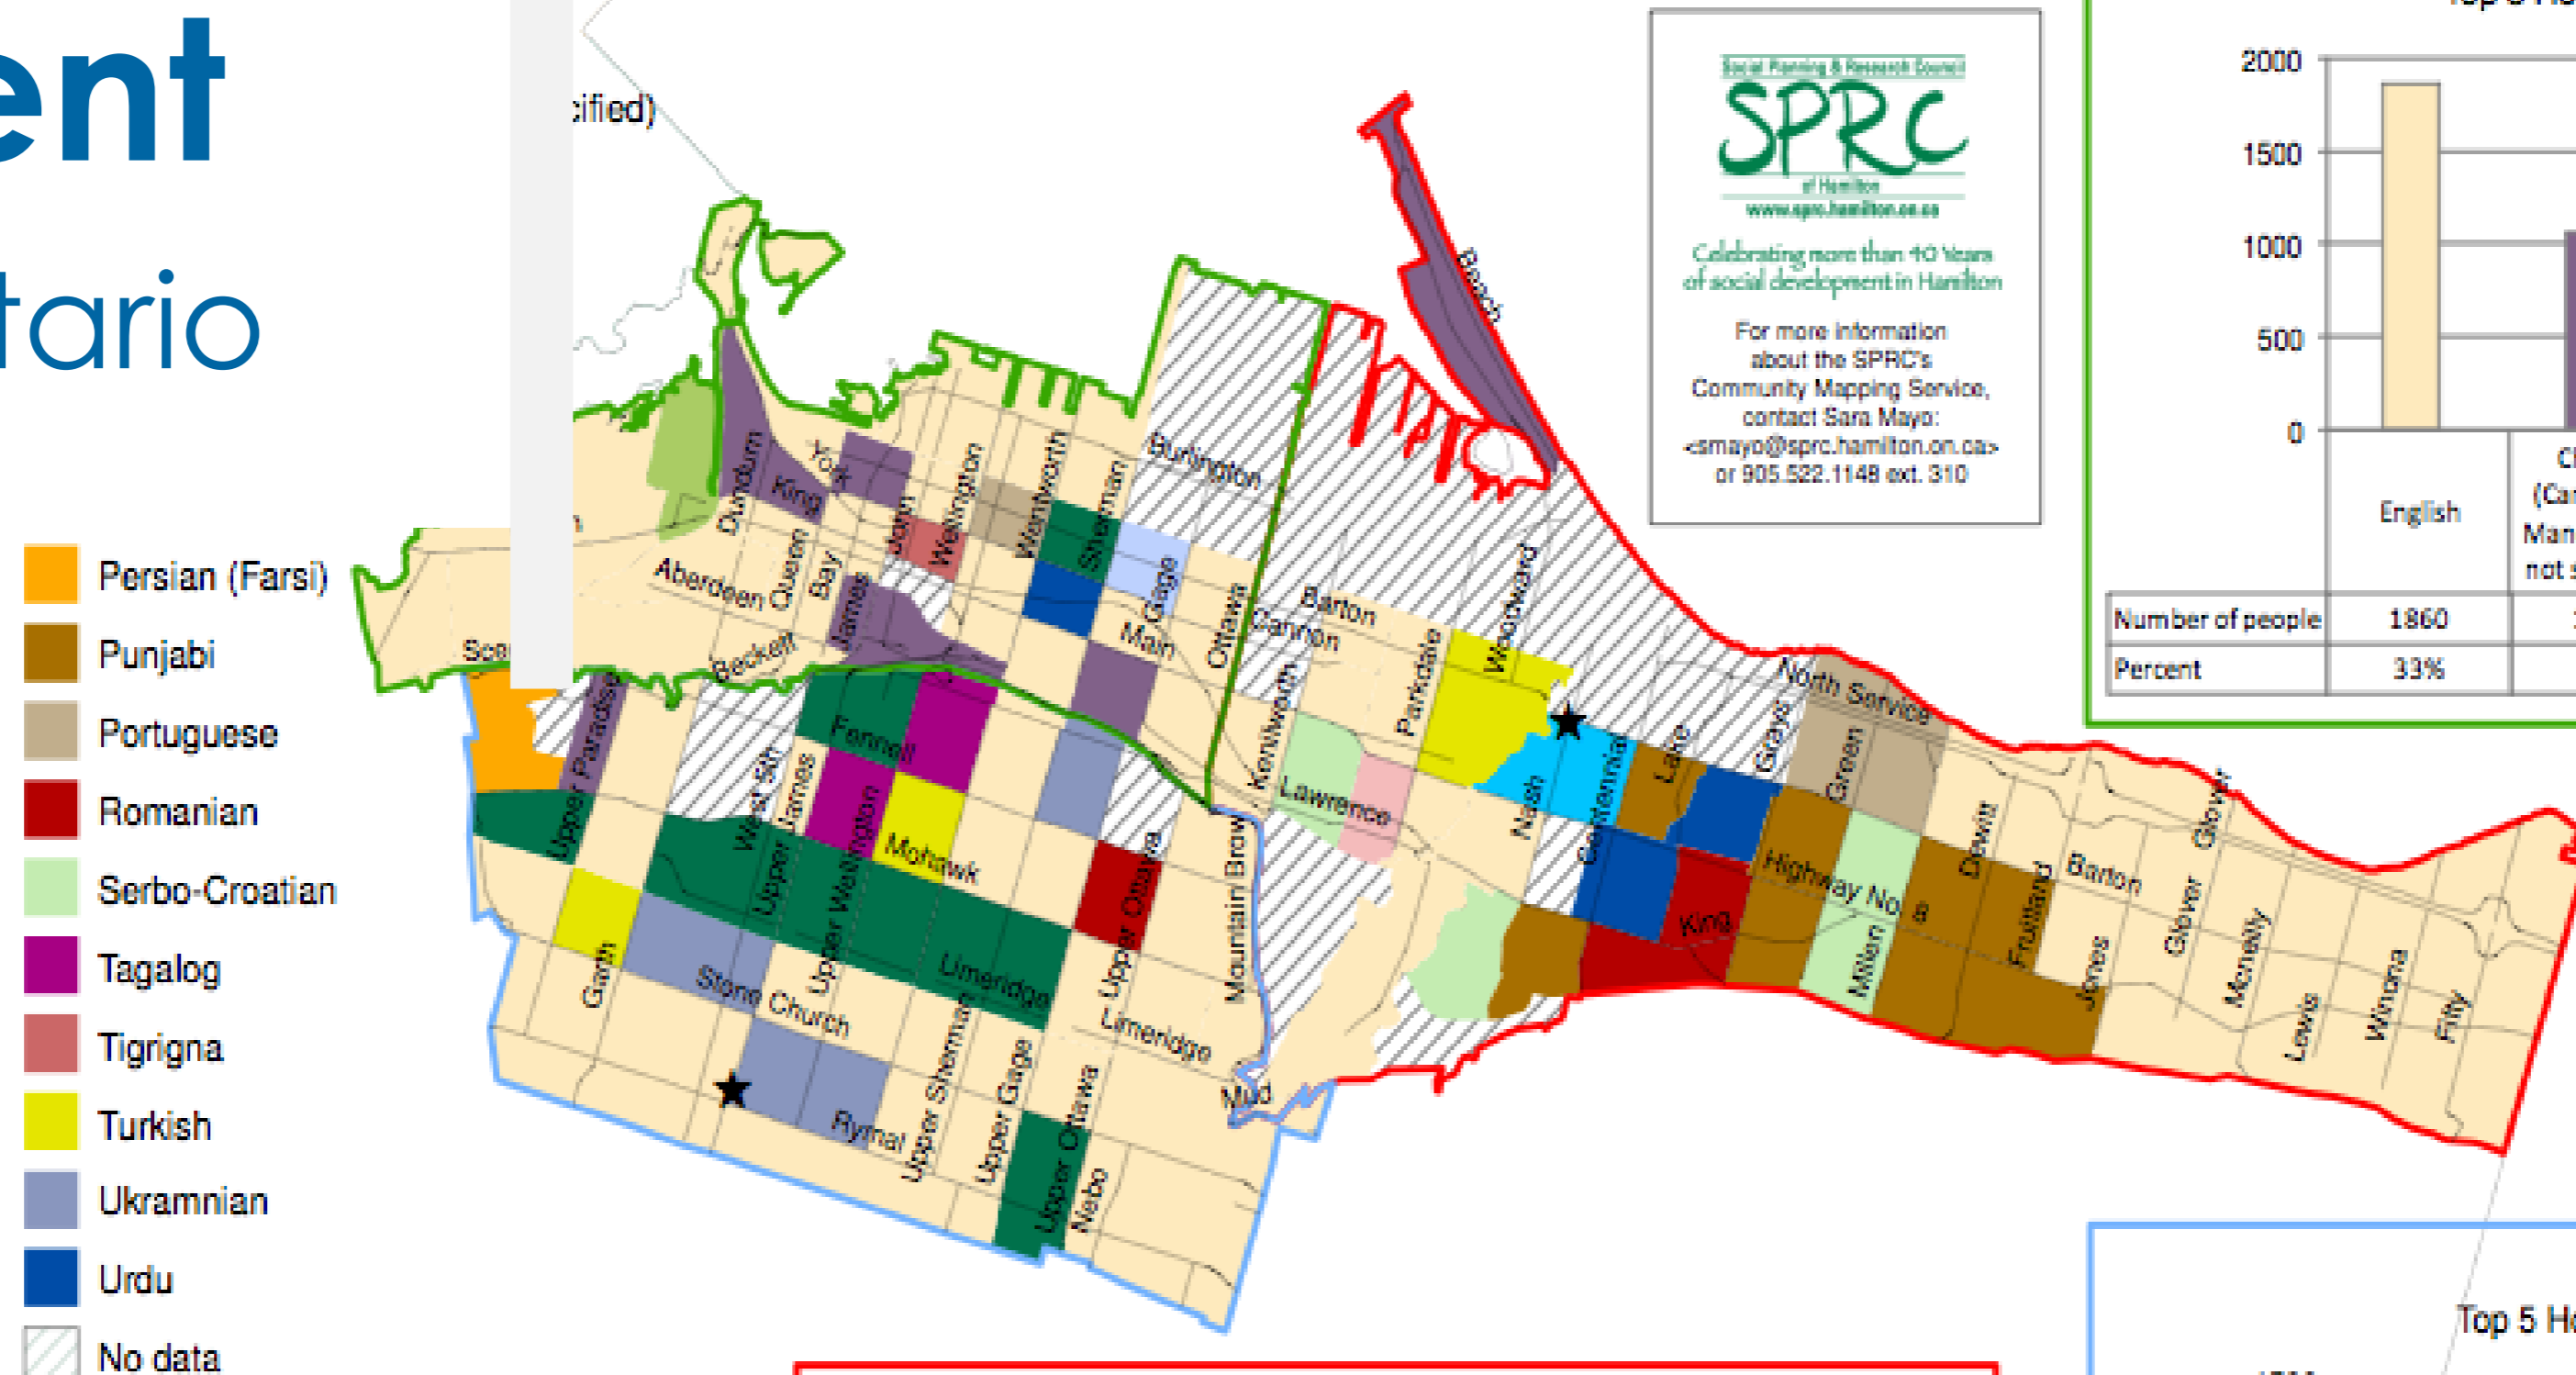 ent
tario
cified)
Persian (Farsi)
Punjabi
Portuguese
Romanian
Serbo-Croatian
Tagalog
Tigrigna
Turkish
Ukramnian
Urdu
No data
Social Planning & Research Council
SPRC
of Hamilton
www.sprc.hamilton.on.ca
Celebrating more than 40 Years
of social development in Hamilton
For more information
about the SPRC's
Community Mapping Service,
contact Sara Mayo:
<smayo@sprc.hamilton.on.ca>
or 905.522.1148 ext. 310
Beach
Burlington
Dundurn
York
King
John
Wellington
Wentworth
Sherman
Gage
Ottawa
Aberdeen
Queen
Bay
James
Beckett
Main
Barton
Cannon
Kenilworth
Parkdale
Woodward
Lawrence
Nash
Centennial
Lake
Grays
North Service
Green
Highway No. 8
King
Millen
Dewitt
Fruitland
Jones
Barton
Glover
Glover
Mcneilly
Lewis
Winona
Fifty
Upper Paradise
West 5th
Fennell
Upper James
Upper Wellington
Mohawk
Garth
Stone Church
Limeridge
Upper Ottawa
Limeridge
Mountain Brow
Mud
Rymal
Upper Sherman
Upper Gage
Upper Ottawa
Nebo
2000
1500
1000
500
0
English
Number of people 1860
Percent 33%
Top 5 Ho